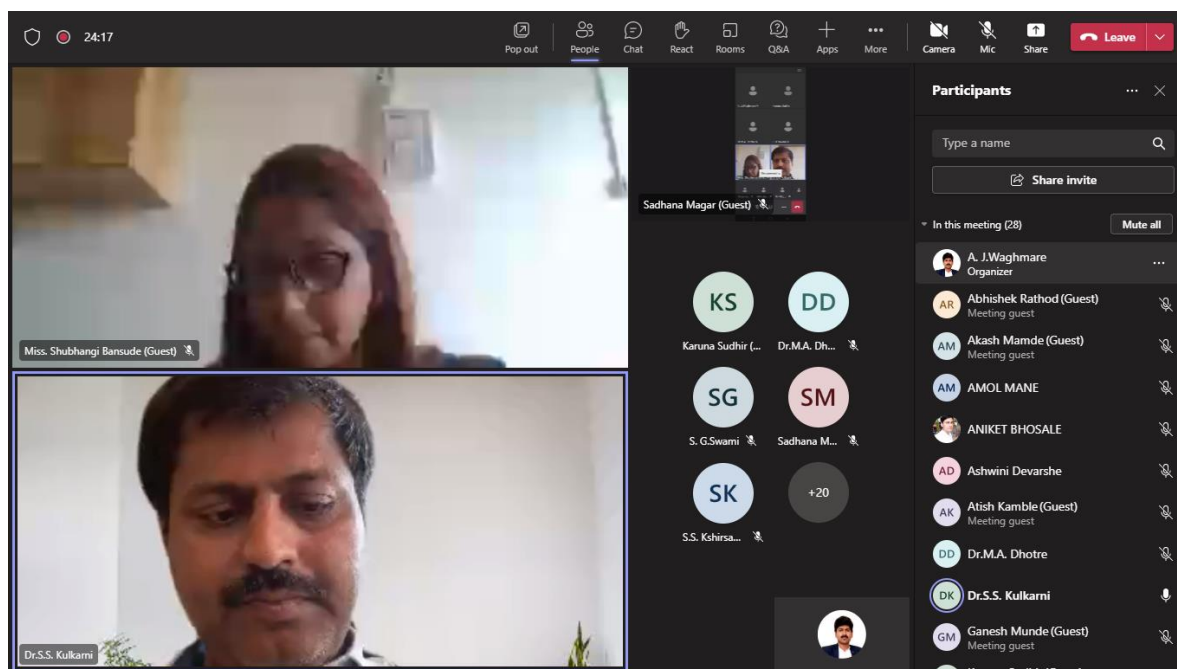 24:17
Pop out
People
Chat
React
Rooms
Q&A
Apps
More
Camera
Mic
Share
Leave
Miss. Shubhangi Bansude (Guest)
Dr.S.S. Kulkarni
Sadhana Magar (Guest)
KS
DD
Karuna Sudhir (...
Dr.M.A. Dh...
SG
SM
S. G.Swami
Sadhana M...
SK
+20
S.S. Kshirsa...
Participants
Type a name
Share invite
In this meeting (28)
Mute all
A. J.Waghmare
Organizer
AR
Abhishek Rathod (Guest)
Meeting guest
AM
Akash Mamde (Guest)
Meeting guest
AM
AMOL MANE
ANIKET BHOSALE
AD
Ashwini Devarshe
AK
Atish Kamble (Guest)
Meeting guest
DD
Dr.M.A. Dhotre
DK
Dr.S.S. Kulkarni
GM
Ganesh Munde (Guest)
Meeting guest